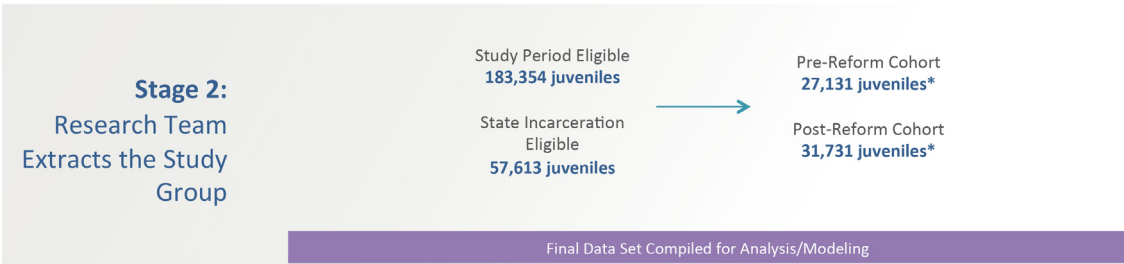 Stage 2:
Research Team
Extracts the Study
Group
Study Period Eligible
183,354 juveniles
State Incarceration
Eligible
57,613 juveniles
Pre-Reform Cohort
27,131 juveniles*
Post-Reform Cohort
31,731 juveniles*
Final Data Set Compiled for Analysis/Modeling